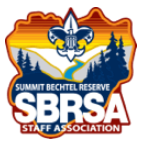 SUMMIT BECHTEL RESERVE
SBRSA
STAFF ASSOCIATION